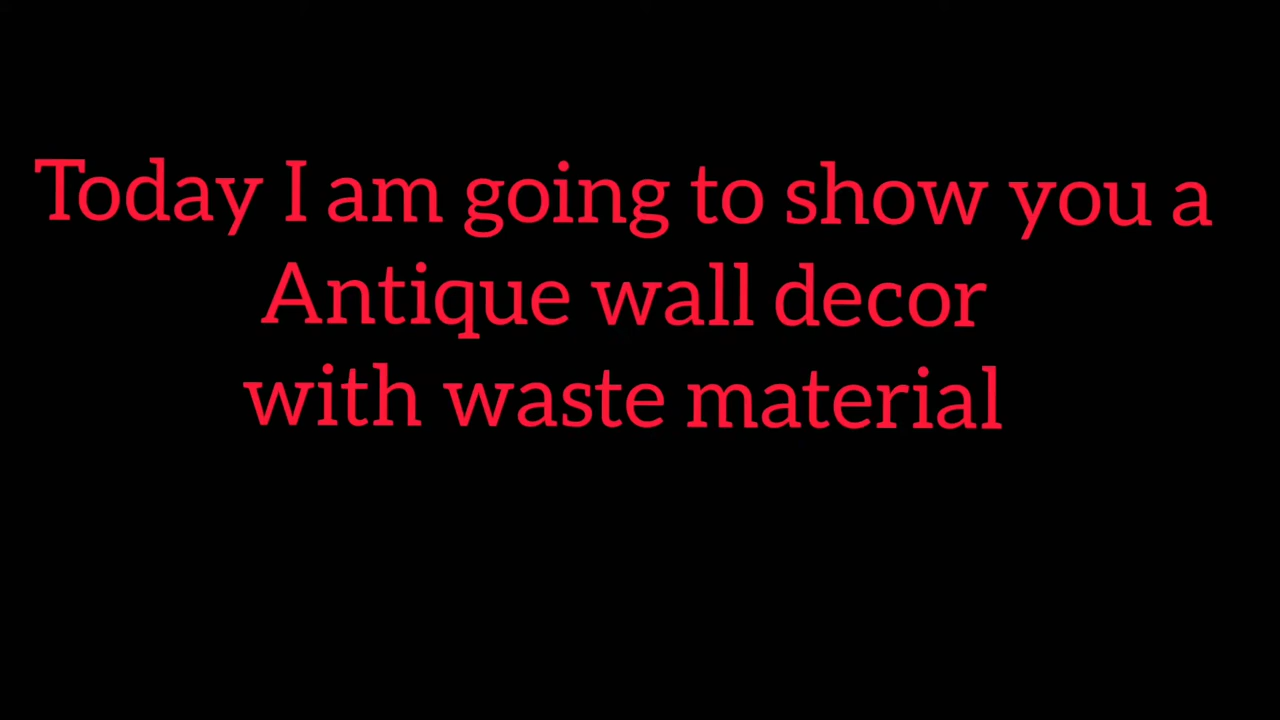 Today I am going to show you a
Antique wall decor
with waste material